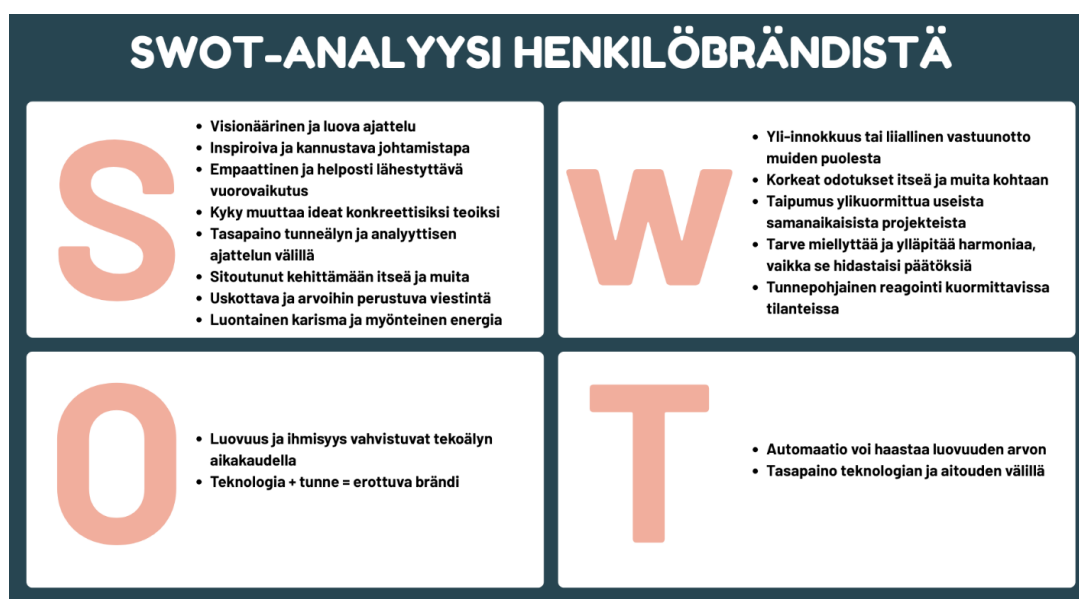 SWOT-ANALYYSI HENKILÖBRÄNDISTÄ
S
• Visionäärinen ja luova ajattelu
• Inspiroiva ja kannustava johtamistapa
• Empaattinen ja helposti lähestyttävä
vuorovaikutus
• Kyky muuttaa ideat konkreettisiksi teoiksi
• Tasapaino tunneälyn ja analyyttisen
ajattelun välillä
• Sitoutunut kehittämään itseä ja muita
• Uskottava ja arvoihin perustuva viestintä
• Luontainen karisma ja myönteinen energia
W
• Yli-innokkuus tai liiallinen vastuunotto
muiden puolesta
• Korkeat odotukset itseä ja muita kohtaan
• Taipumus ylikuormittua useista
samanaikaisista projekteista
• Tarve miellyttää ja ylläpitää harmoniaa,
vaikka se hidastaisi päätöksiä
• Tunnepohjainen reagointi kuormittavissa
tilanteissa
O
• Luovuus ja ihmisyys vahvistuvat tekoälyn
aikakaudella
• Teknologia + tunne = erottuva brändi
T
• Automaatio voi haastaa luovuuden arvon
• Tasapaino teknologian ja aitouden välillä